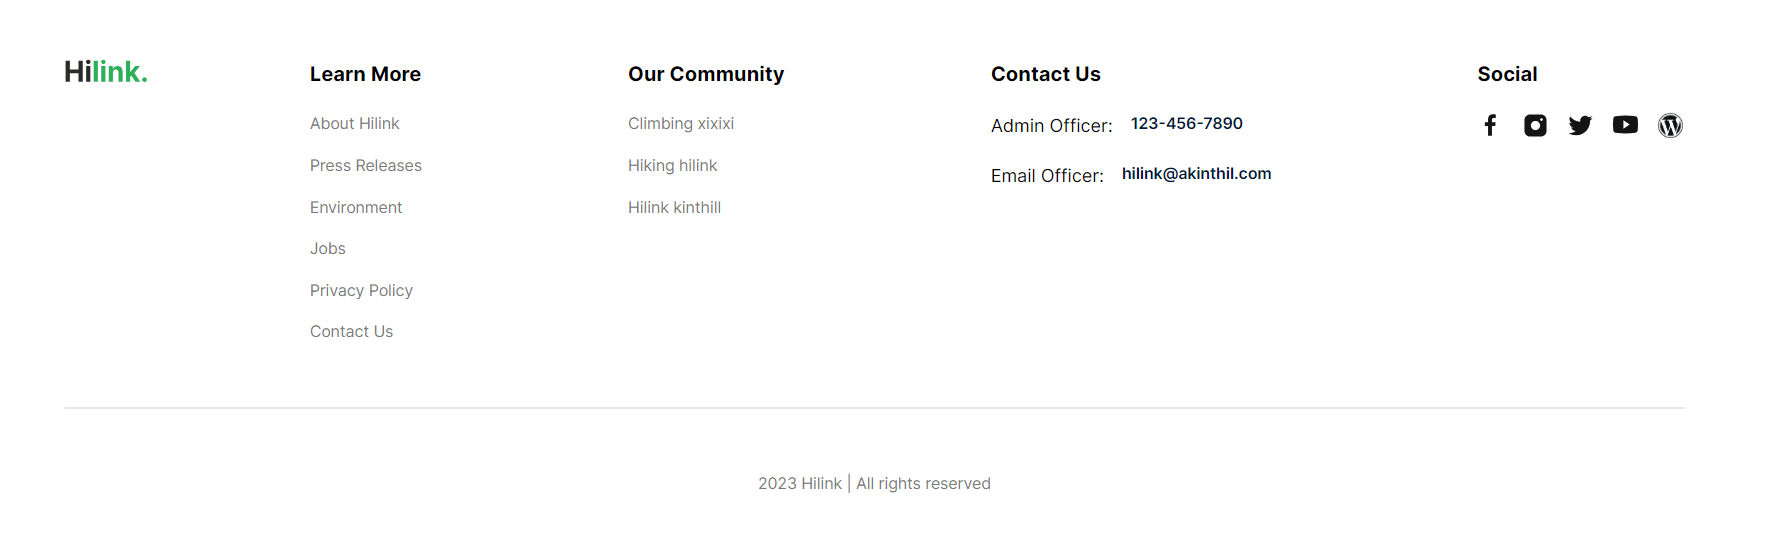 Hilink.
Learn More
About Hilink
Press Releases
Environment
Jobs
Privacy Policy
Contact Us
Our Community
Climbing xixixi
Hiking hilink
Hilink kinthill
Contact Us
Admin Officer: 123-456-7890
Email Officer: hilink@akinthil.com
Social
2023 Hilink | All rights reserved